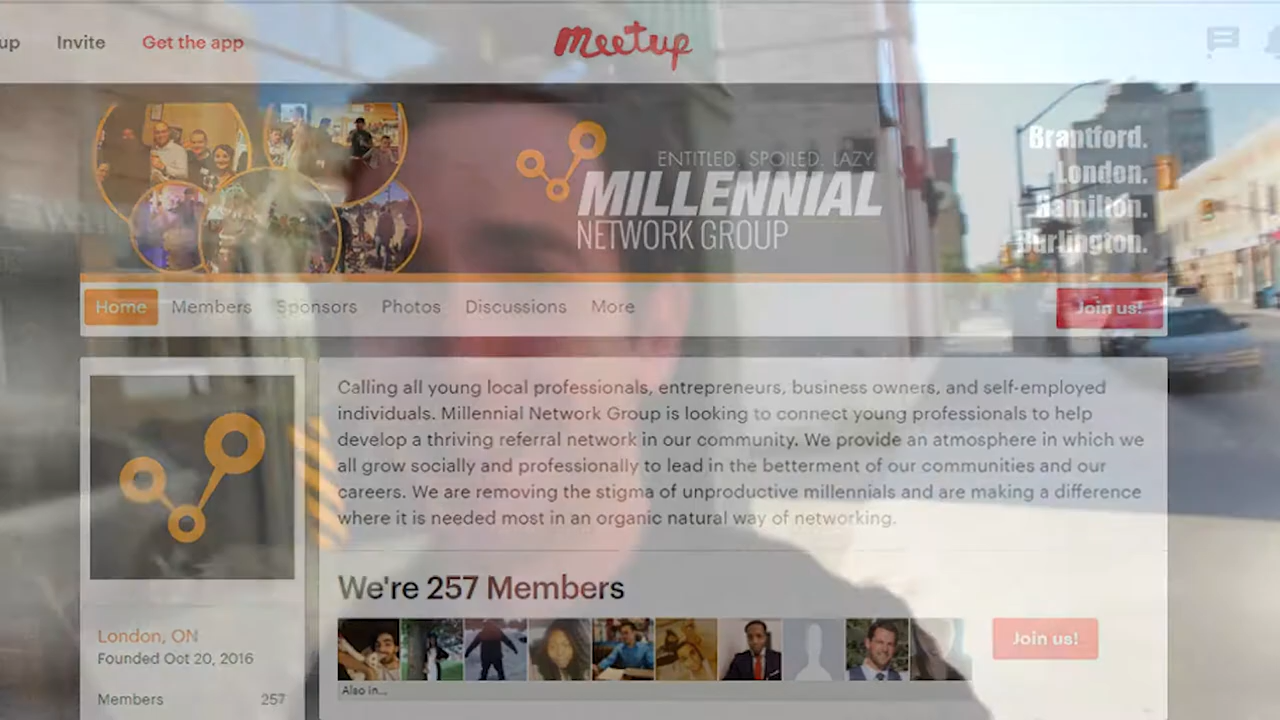 up Invite Get the app
meetup
ENTITLED. SPOILED. LAZY.
MILLENNIAL
NETWORK GROUP
Brantford.
London.
Hamilton.
Burlington.
Home Members Sponsors Photos Discussions More
Join us!
Calling all young local professionals, entrepreneurs, business owners, and self-employed
individuals. Millennial Network Group is looking to connect young professionals to help
develop a thriving referral network in our community. We provide an atmosphere in which we
all grow socially and professionally to lead in the betterment of our communities and our
careers. We are removing the stigma of unproductive millennials and are making a difference
where it is needed most in an organic natural way of networking.
We're 257 Members
Join us!
Also in...
London, ON
Founded Oct 20, 2016
Members 257